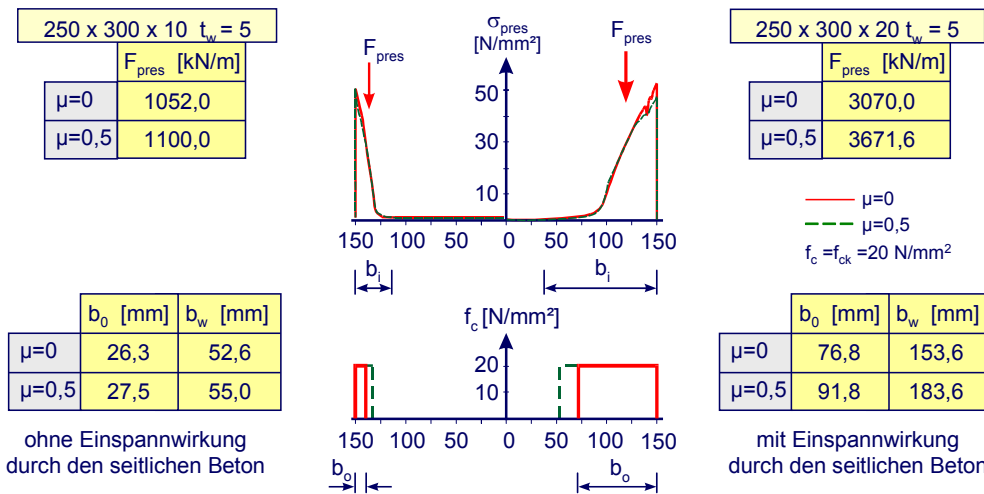 250 x 300 x 10 t_w = 5
F_pres [kN/m]
µ=0 1052,0
µ=0,5 1100,0
b_0 [mm] b_w [mm]
µ=0 26,3 52,6
µ=0,5 27,5 55,0
ohne Einspannwirkung
durch den seitlichen Beton
σ_pres
[N/mm²]
F_pres
F_pres
50
30
10
150 100 50 0 50 100 150
b_i b_i
f_c [N/mm²]
20
10
150 100 50 0 50 100 150
b_o b_o
250 x 300 x 20 t_w = 5
F_pres [kN/m]
µ=0 3070,0
µ=0,5 3671,6
µ=0
µ=0,5
f_c =f_ck =20 N/mm²
b_0 [mm] b_w [mm]
µ=0 76,8 153,6
µ=0,5 91,8 183,6
mit Einspannwirkung
durch den seitlichen Beton